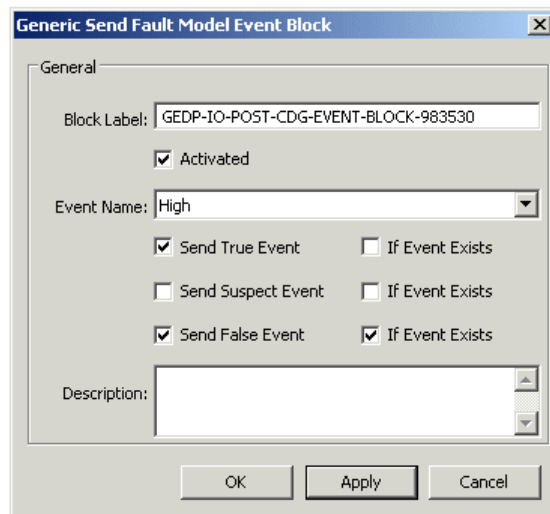 Generic Send Fault Model Event Block
General
Block Label: GEDP-IO-POST-CDG-EVENT-BLOCK-983530
Activated
Event Name: High
Send True Event If Event Exists
Send Suspect Event If Event Exists
Send False Event If Event Exists
Description:
OK Apply Cancel